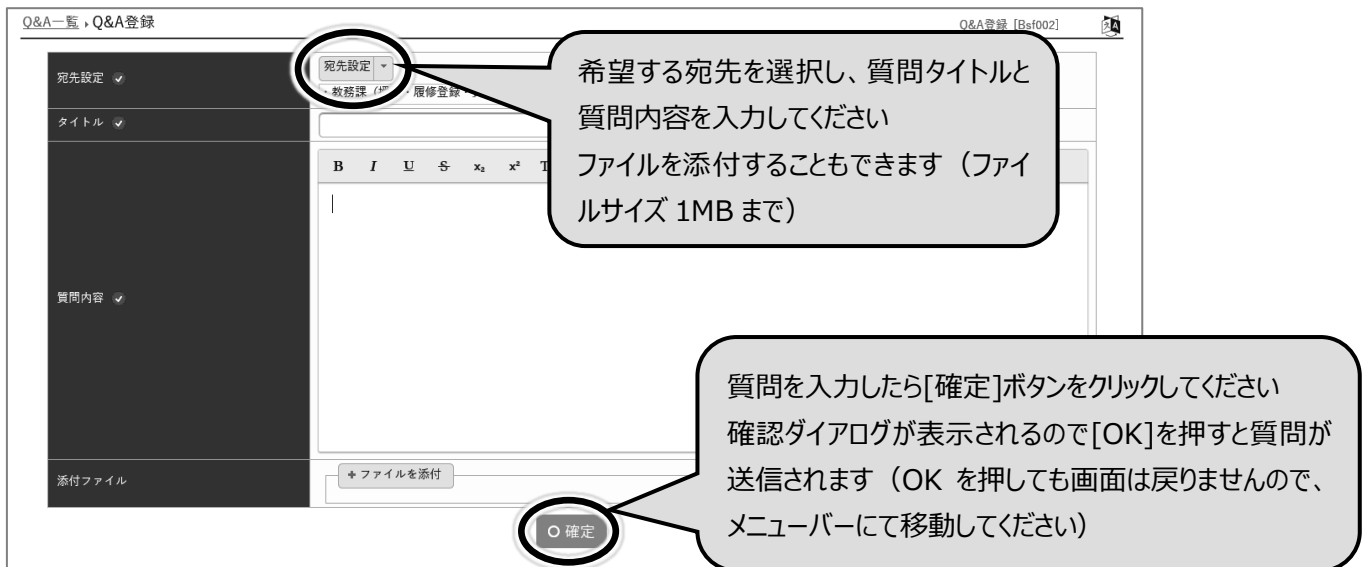 Q&A一覧 › Q&A登録
Q&A登録 [Bsf002]
宛先設定
宛先設定
・教務課
・履修登録
希望する宛先を選択し、質問タイトルと
質問内容を入力してください
ファイルを添付することもできます（ファイ
ルサイズ 1MB まで）
タイトル
B I U S x₂ x² T
質問内容
質問を入力したら[確定]ボタンをクリックしてください
確認ダイアログが表示されるので[OK]を押すと質問が
送信されます（OK を押しても画面は戻りませんので、
メニューバーにて移動してください）
添付ファイル
+ ファイルを添付
確定